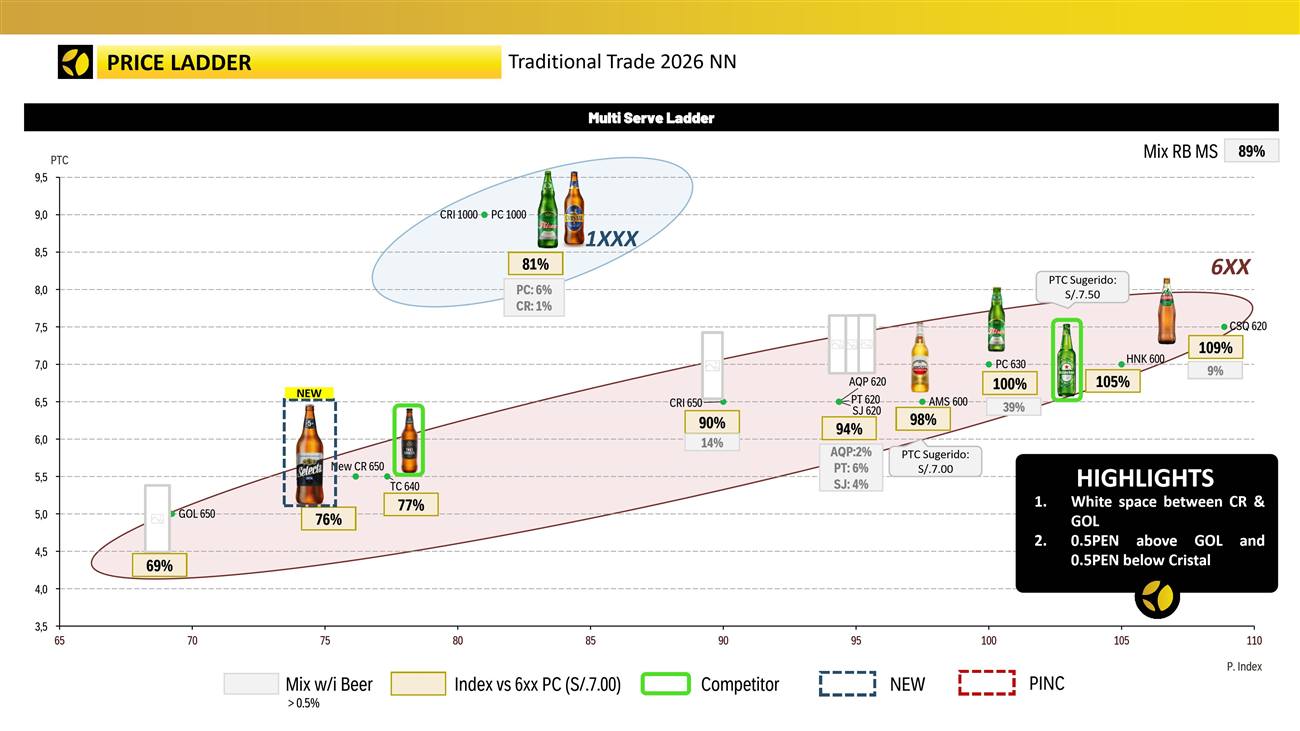 PRICE LADDER
Traditional Trade 2026 NN
Multi Serve Ladder
Mix RB MS 89%
PTC
9,5
9,0
8,5
8,0
7,5
7,0
6,5
6,0
5,5
5,0
4,5
4,0
3,5
65 70 75 80 85 90 95 100 105 110
P. Index
CRI 1000 PC 1000
1XXX
81%
PC: 6%
CR: 1%
6XX
PTC Sugerido:
S/.7.50
CSQ 620
109%
9%
HNK 600
105%
PC 630
100%
39%
AMS 600
98%
PTC Sugerido:
S/.7.00
AQP 620
PT 620
SJ 620
94%
AQP:2%
PT: 6%
SJ: 4%
CRI 650
90%
14%
NEW
Selecta
New CR 650
76%
TC 640
77%
GOL 650
69%
HIGHLIGHTS
1. White space between CR &
GOL
2. 0.5PEN above GOL and
0.5PEN below Cristal
Mix w/i Beer
> 0.5%
Index vs 6xx PC (S/.7.00)
Competitor
NEW
PINC